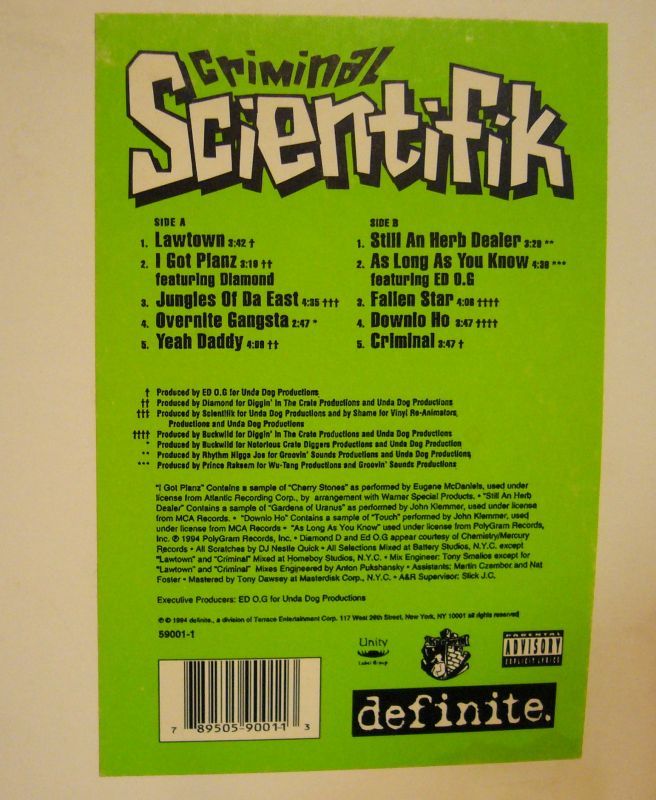 Criminal
Scientifik
SIDE A
1. Lawtown 3:42 †
2. I Got Planz 3:19 ††
featuring Diamond
3. Jungles Of Da East 4:35 †††
4. Overnite Gangsta 2:47 *
5. Yeah Daddy 4:08 ††
SIDE B
1. Still An Herb Dealer 3:29 **
2. As Long As You Know 4:38 ***
featuring ED O.G
3. Fallen Star 4:08 ††††
4. Downlo Ho 3:47 ††††
5. Criminal 3:47 †
† Produced by ED O.G for Unda Dog Productions
†† Produced by Diamond for Diggin' In The Crate Productions and Unda Dog Productions
††† Produced by Scientifik for Unda Dog Productions and by Shame for Vinyl Re-Animators,
Productions and Unda Dog Productions
†††† Produced by Buckwild for Diggin' In The Crate Productions and Unda Dog Productions
* Produced by Buckwild for Notorious Crate Diggers Productions and Unda Dog Production
** Produced by Rhythm Nigga Joe for Groovin' Sounds Productions and Unda Dog Productions
*** Produced by Prince Rakeem for Wu-Tang Productions and Groovin' Sounds Productions
"I Got Planz" Contains a sample of "Cherry Stones" as performed by Eugene McDaniels, used under
license from Atlantic Recording Corp., by arrangement with Warner Special Products. • "Still An Herb
Dealer" Contains a sample of "Gardens of Uranus" as performed by John Klemmer, used under license
from MCA Records. • "Downlo Ho" Contains a sample of "Touch" performed by John Klemmer, used
under license from MCA Records • "As Long As You Know" used under license from PolyGram Records,
Inc. ℗ 1994 PolyGram Records, Inc. • Diamond D and Ed O.G appear courtesy of Chemistry/Mercury
Records • All Scratches by DJ Nestle Quick • All Selections Mixed at Battery Studios, N.Y.C. except
"Lawtown" and "Criminal" Mixed at Homeboy Studios, N.Y.C. • Mix Engineer: Tony Smalios except for
"Lawtown" and "Criminal" Mixes Engineered by Anton Pukshansky • Assistants: Martin Czembor and Nat
Foster • Mastered by Tony Dawsey at Masterdisk Corp., N.Y.C. • A&R Supervisor: Slick J.C.
Executive Producers: ED O.G for Unda Dog Productions
℗ © 1994 definite., a division of Terrace Entertainment Corp. 117 West 26th Street, New York, NY 10001 all rights reserved
59001-1
Unity
Label Group
PARENTAL
ADVISORY
EXPLICIT LYRICS
7 89505-9001-1 3
definite.